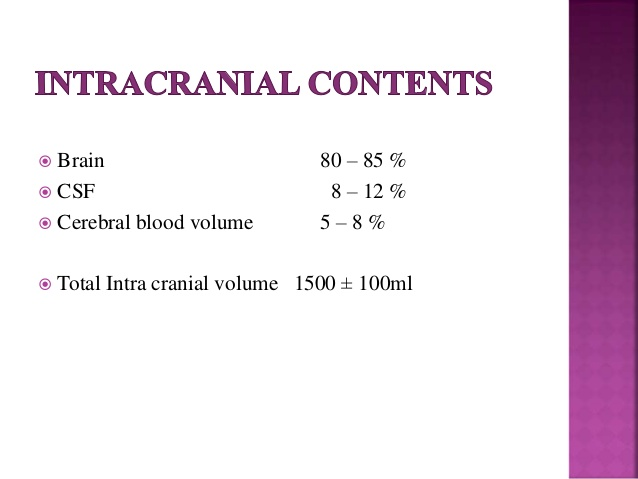 INTRACRANIAL CONTENTS
Brain 80 – 85 %
CSF 8 – 12 %
Cerebral blood volume 5 – 8 %
Total Intra cranial volume 1500 ± 100ml